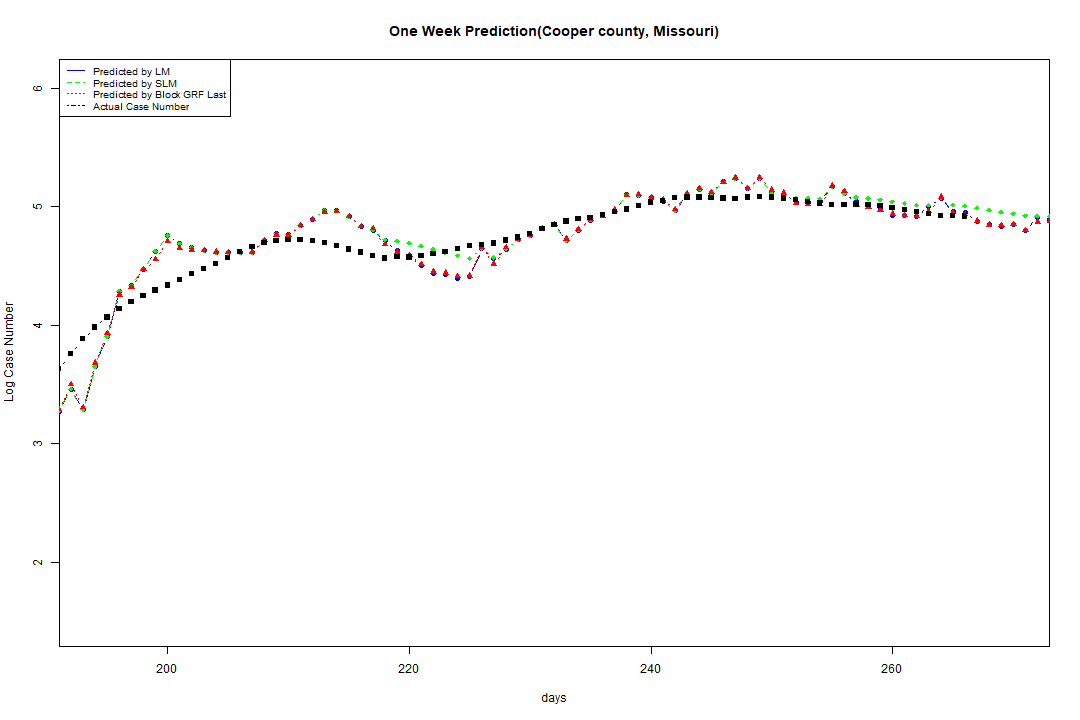 One Week Prediction(Cooper county, Missouri)
Predicted by LM
Predicted by SLM
Predicted by Block GRF Last
Actual Case Number
6
5
4
3
2
Log Case Number
200 220 240 260
days